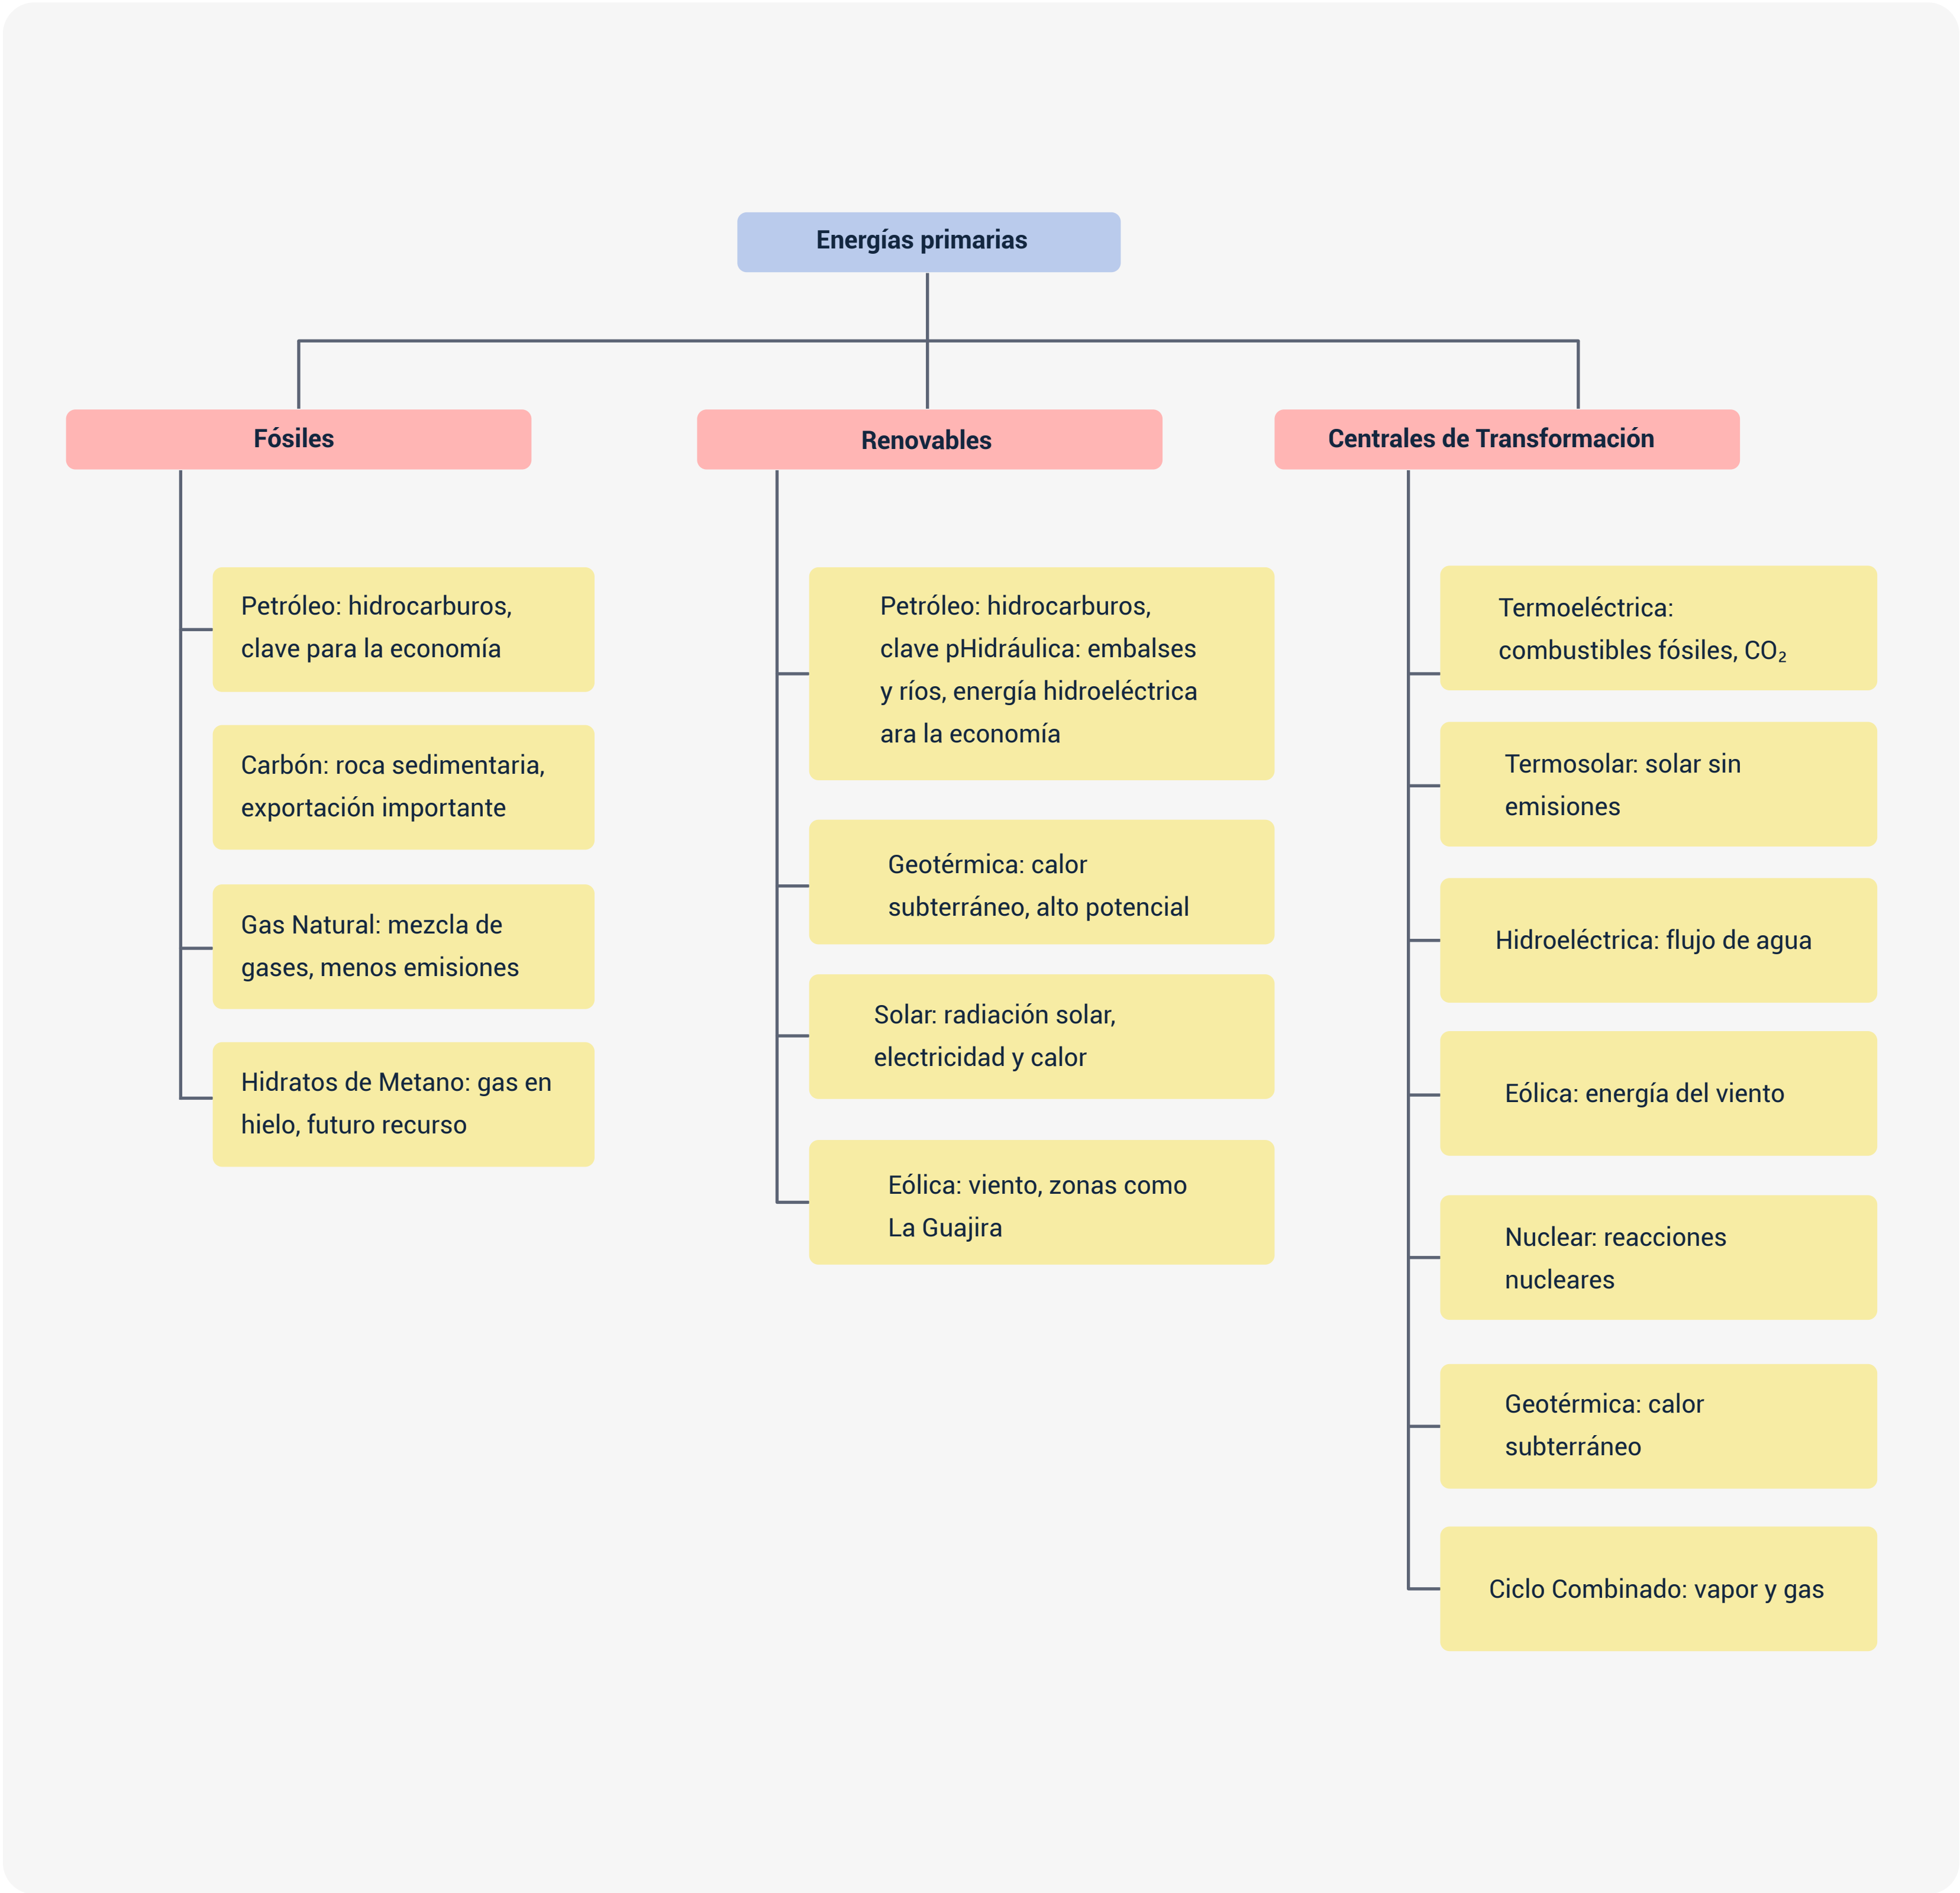 Energías primarias
Fósiles
Petróleo: hidrocarburos,
clave para la economía
Carbón: roca sedimentaria,
exportación importante
Gas Natural: mezcla de
gases, menos emisiones
Hidratos de Metano: gas en
hielo, futuro recurso
Renovables
Petróleo: hidrocarburos,
clave pHidráulica: embalses
y ríos, energía hidroeléctrica
ara la economía
Geotérmica: calor
subterráneo, alto potencial
Solar: radiación solar,
electricidad y calor
Eólica: viento, zonas como
La Guajira
Centrales de Transformación
Termoeléctrica:
combustibles fósiles, CO₂
Termosolar: solar sin
emisiones
Hidroeléctrica: flujo de agua
Eólica: energía del viento
Nuclear: reacciones
nucleares
Geotérmica: calor
subterráneo
Ciclo Combinado: vapor y gas